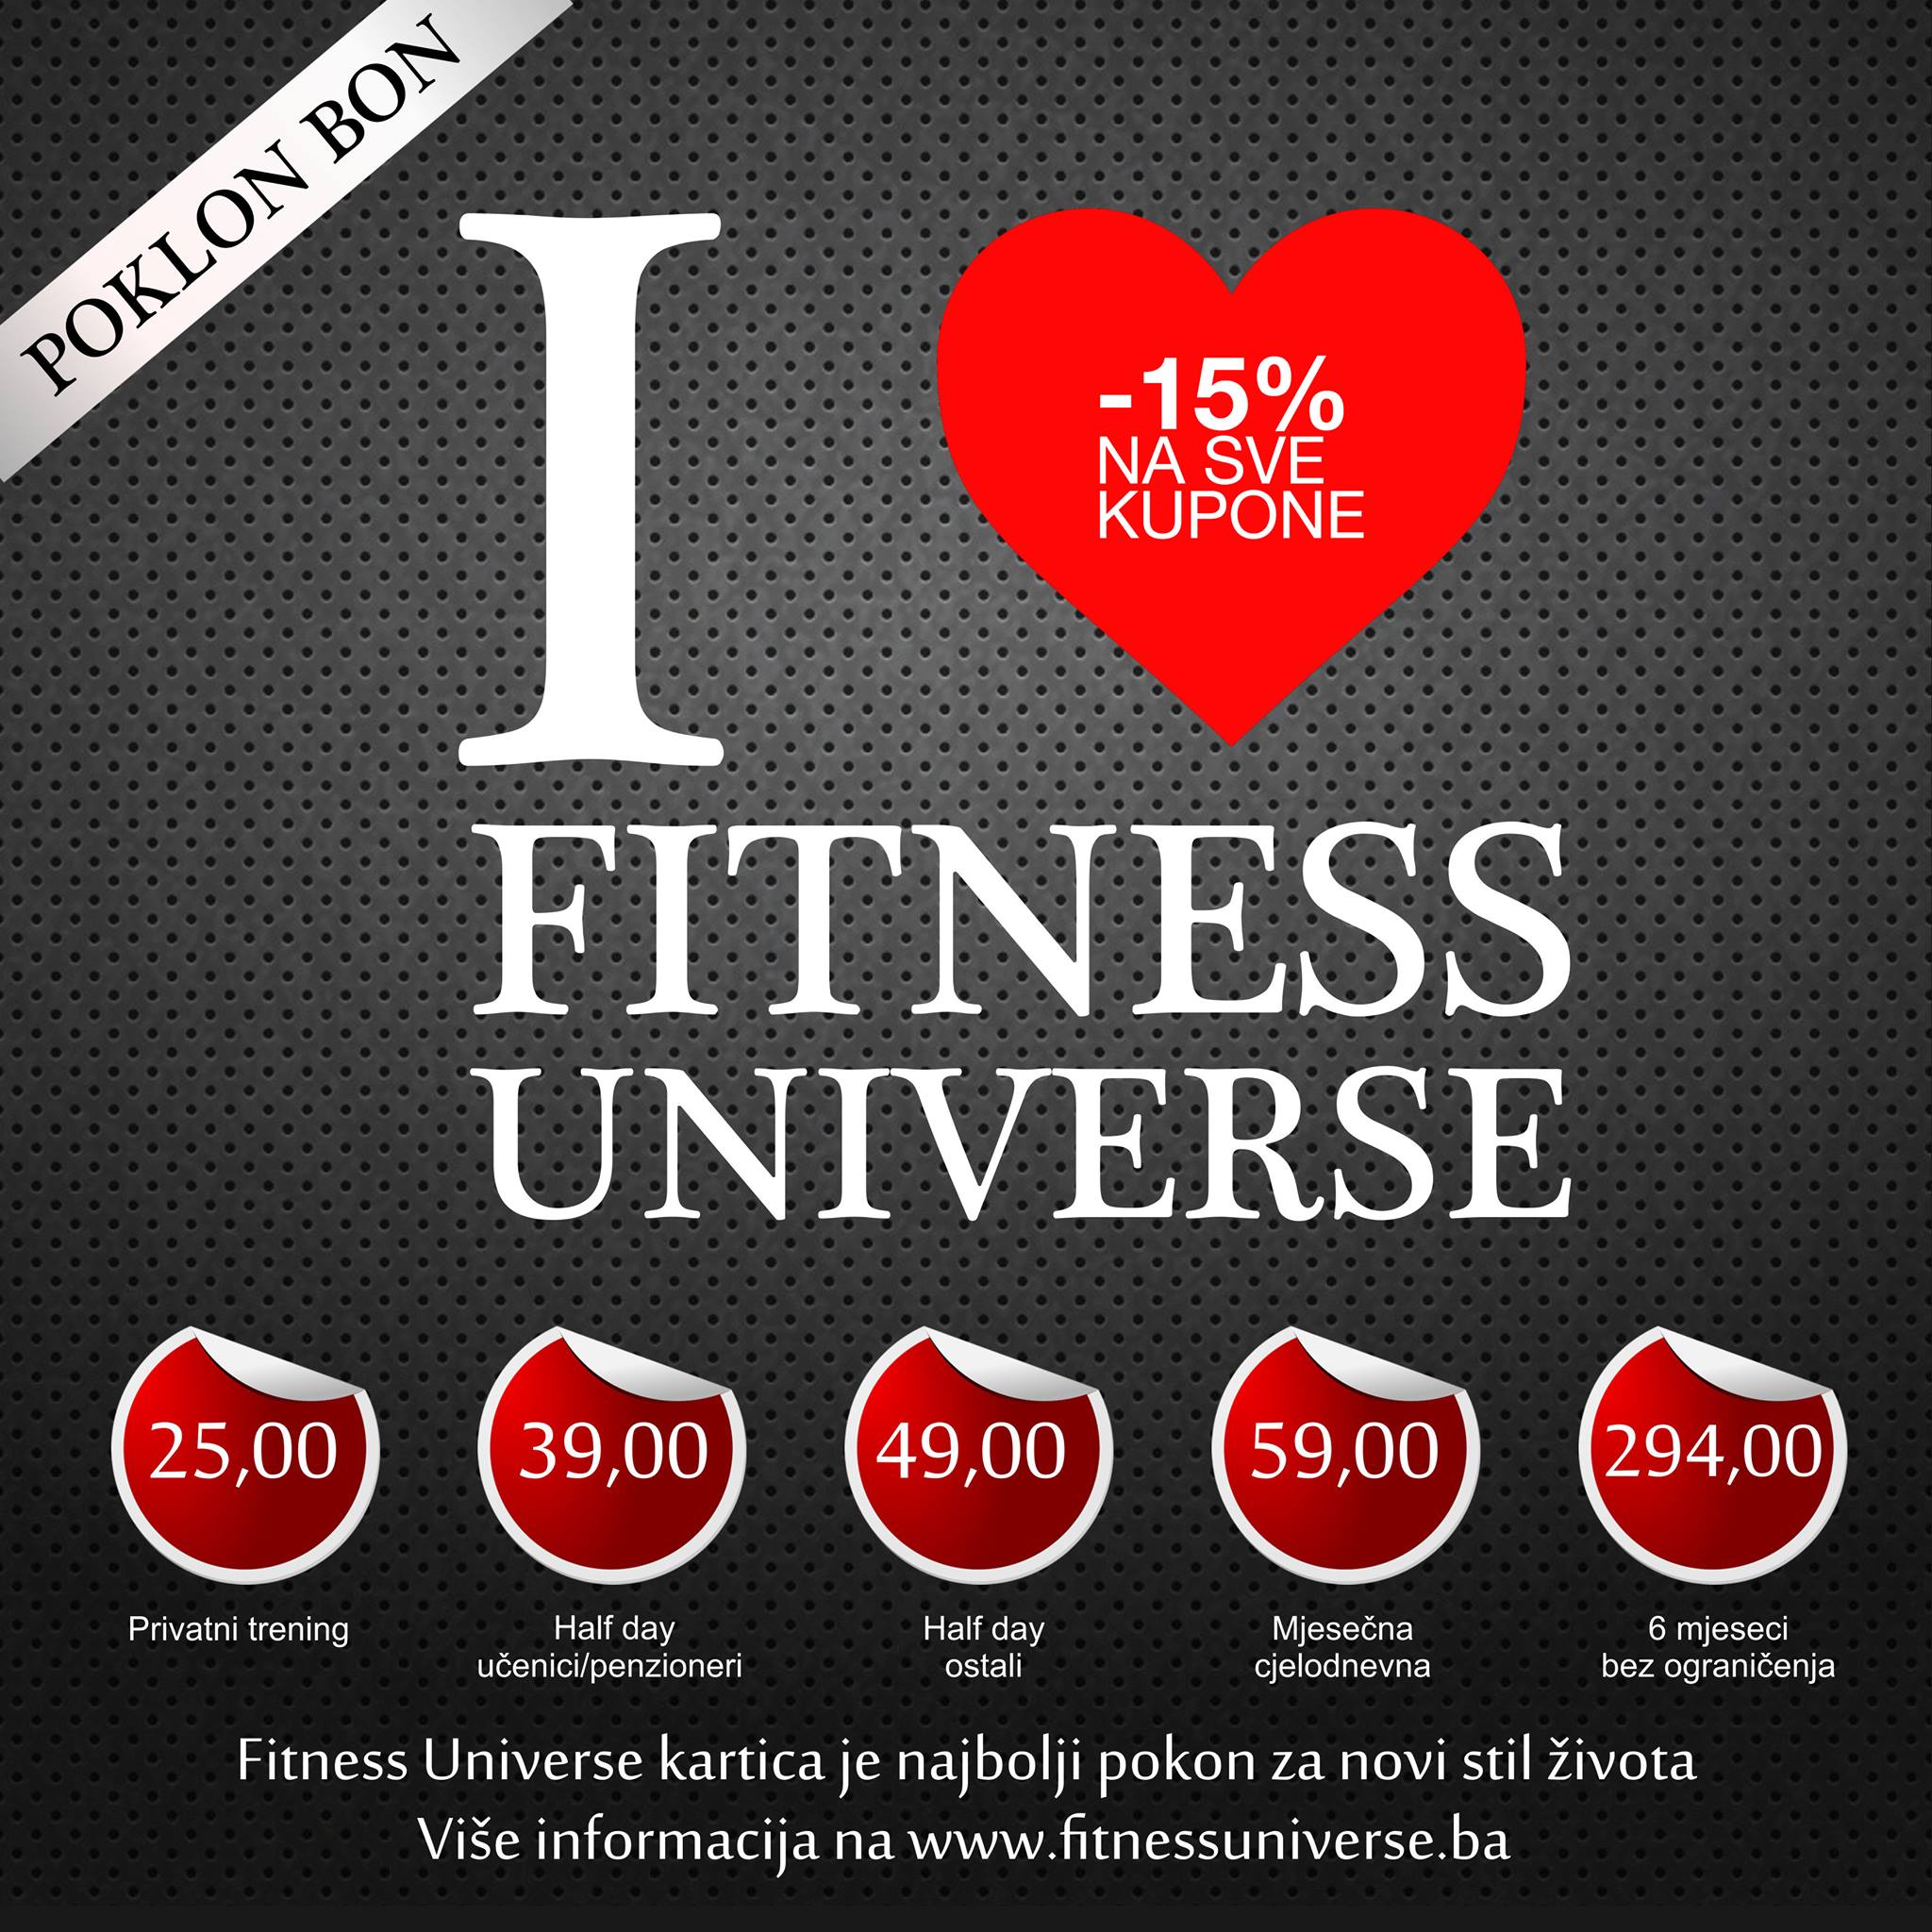 POKLON BON
I
-15%
NA SVE
KUPONE
FITNESS
UNIVERSE
25,00
39,00
49,00
59,00
294,00
Privatni trening
Half day
učenici/penzioneri
Half day
ostali
Mjesečna
cjelodnevna
6 mjeseci
bez ograničenja
Fitness Universe kartica je najbolji pokon za novi stil života
Više informacija na www.fitnessuniverse.ba